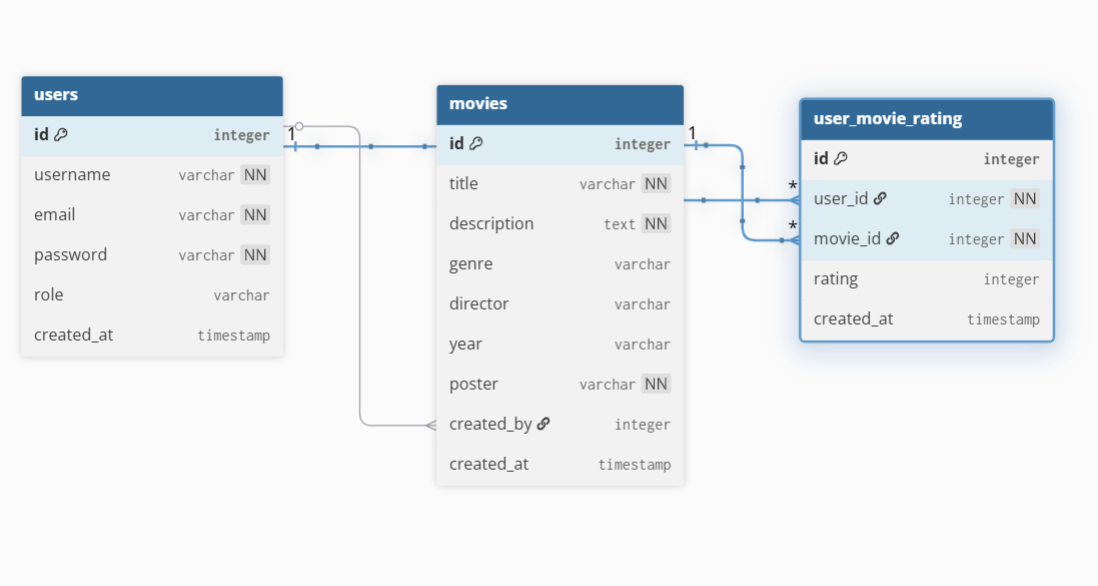 users
id integer
username varchar NN
email varchar NN
password varchar NN
role varchar
created_at timestamp
1
movies
id integer
title varchar NN
description text NN
genre varchar
director varchar
year varchar
poster varchar NN
created_by integer
created_at timestamp
1
*
*
user_movie_rating
id integer
user_id integer NN
movie_id integer NN
rating integer
created_at timestamp